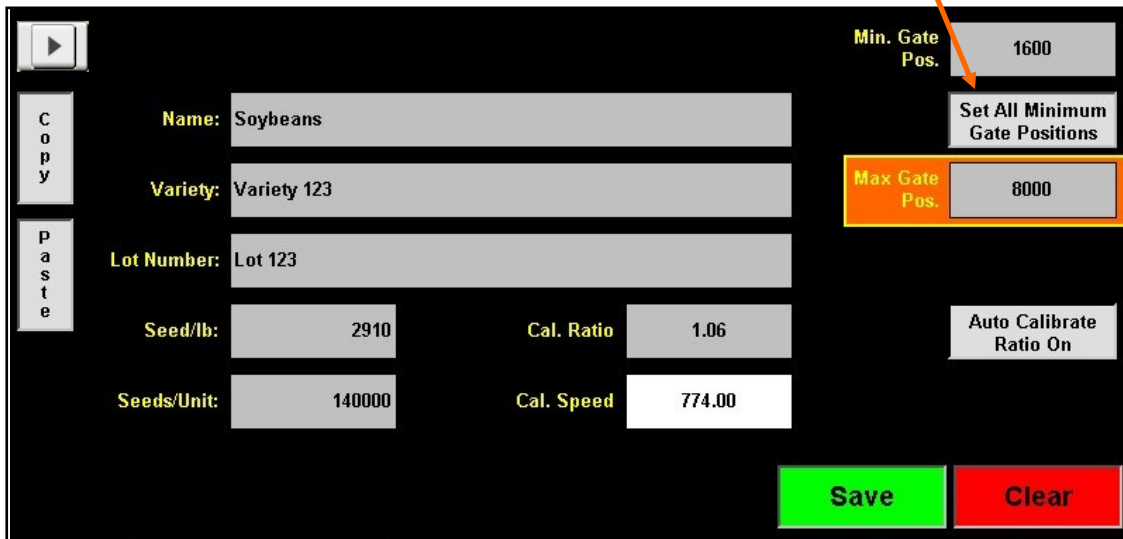 Min. Gate
Pos.
1600
Copy
Name:
Soybeans
Set All Minimum
Gate Positions
Variety:
Variety 123
Max Gate
Pos.
8000
Paste
Lot Number:
Lot 123
Seed/lb:
2910
Cal. Ratio
1.06
Auto Calibrate
Ratio On
Seeds/Unit:
140000
Cal. Speed
774.00
Save
Clear